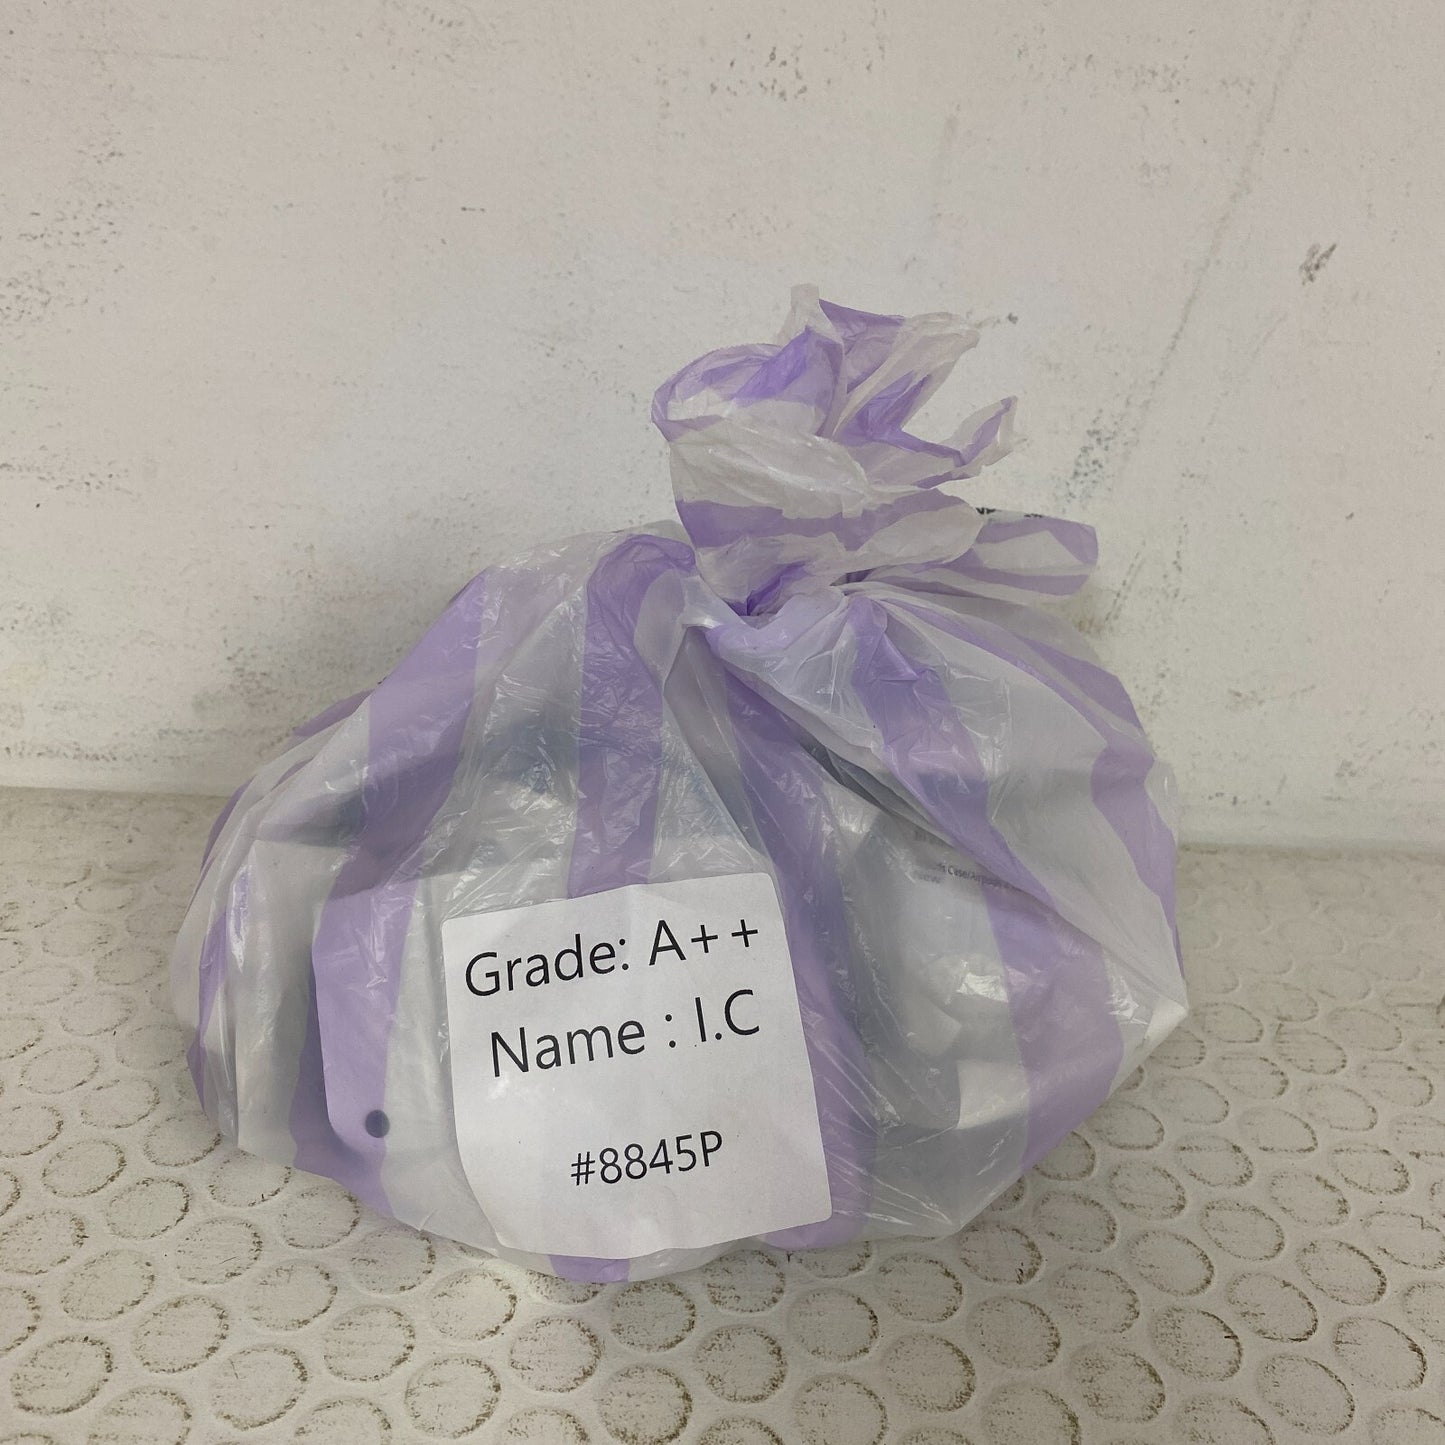 Grade: A++
Name : I.C
#8845P